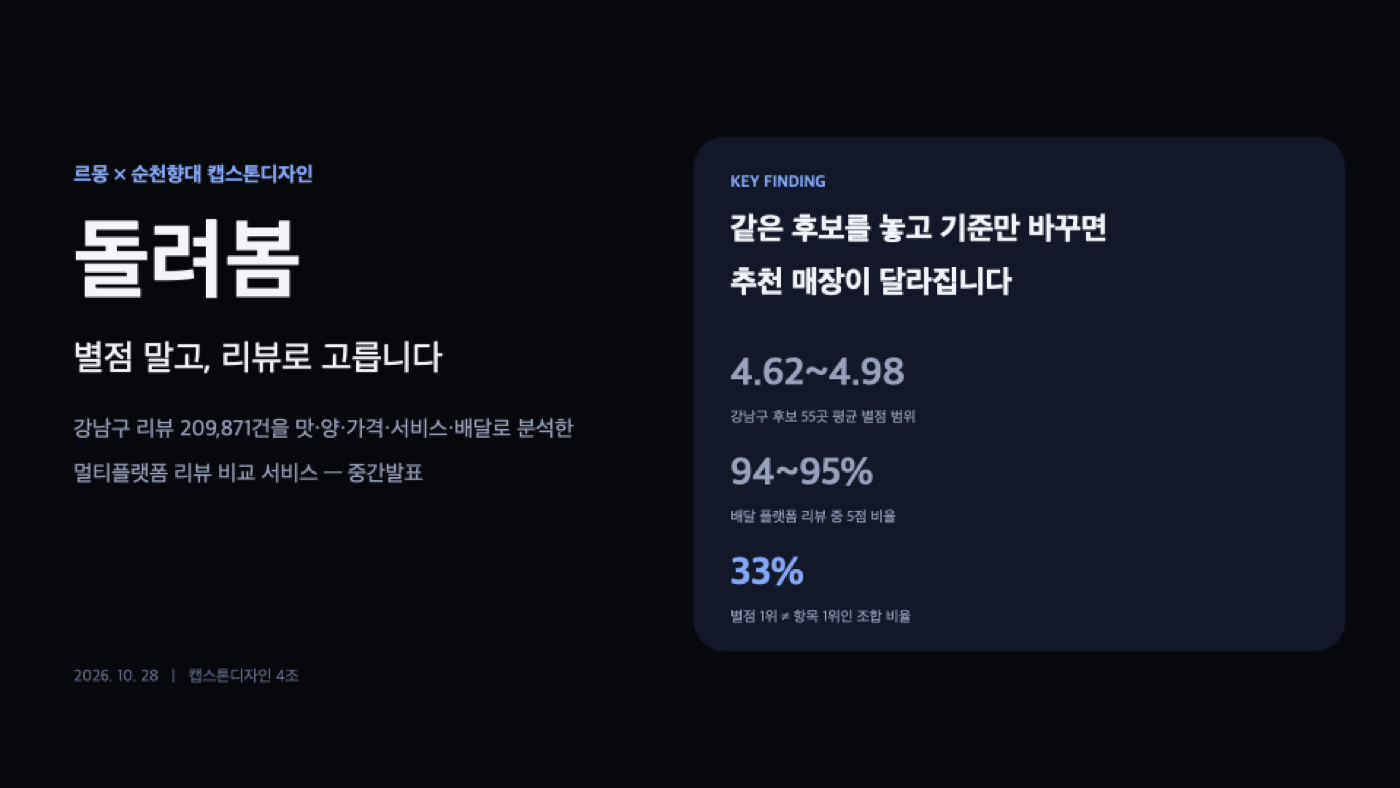 르몽 × 순천향대 캡스톤디자인
돌려봄
별점 말고, 리뷰로 고릅니다
강남구 리뷰 209,871건을 맛·양·가격·서비스·배달로 분석한
멀티플랫폼 리뷰 비교 서비스 — 중간발표
2026. 10. 28 | 캡스톤디자인 4조
KEY FINDING
같은 후보를 놓고 기준만 바꾸면
추천 매장이 달라집니다
4.62~4.98
강남구 후보 55곳 평균 별점 범위
94~95%
배달 플랫폼 리뷰 중 5점 비율
33%
별점 1위 ≠ 항목 1위인 조합 비율